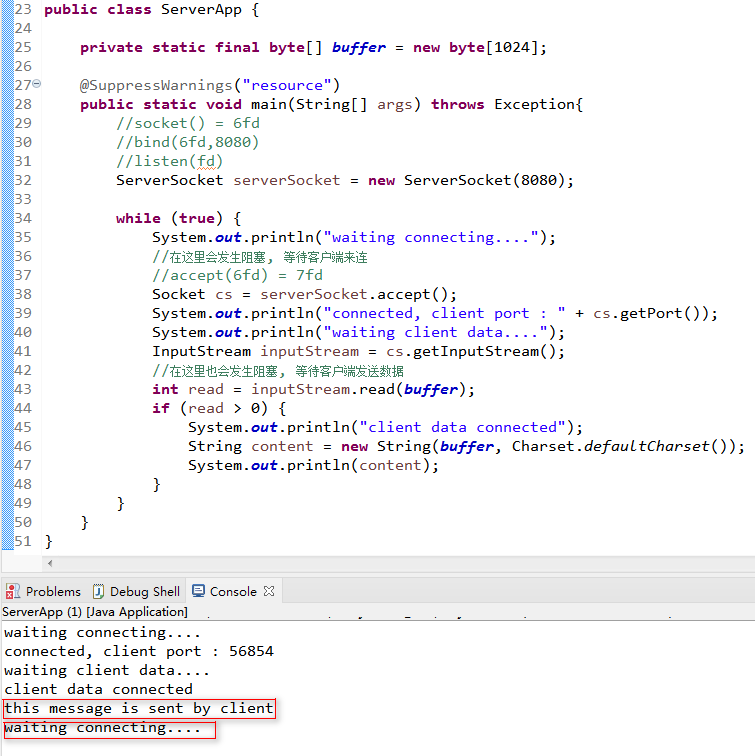 23 public class ServerApp {
24
25 private static final byte[] buffer = new byte[1024];
26
27 @SuppressWarnings("resource")
28 public static void main(String[] args) throws Exception{
29 //socket() = 6fd
30 //bind(6fd,8080)
31 //listen(fd)
32 ServerSocket serverSocket = new ServerSocket(8080);
33
34 while (true) {
35 System.out.println("waiting connecting....");
36 //在这里会发生阻塞, 等待客户端来连
37 //accept(6fd) = 7fd
38 Socket cs = serverSocket.accept();
39 System.out.println("connected, client port : " + cs.getPort());
40 System.out.println("waiting client data....");
41 InputStream inputStream = cs.getInputStream();
42 //在这里也会发生阻塞, 等待客户端发送数据
43 int read = inputStream.read(buffer);
44 if (read > 0) {
45 System.out.println("client data connected");
46 String content = new String(buffer, Charset.defaultCharset());
47 System.out.println(content);
48 }
49 }
50 }
51 }
Problems Debug Shell Console
ServerApp (1) [Java Application]
waiting connecting....
connected, client port : 56854
waiting client data....
client data connected
this message is sent by client
waiting connecting....